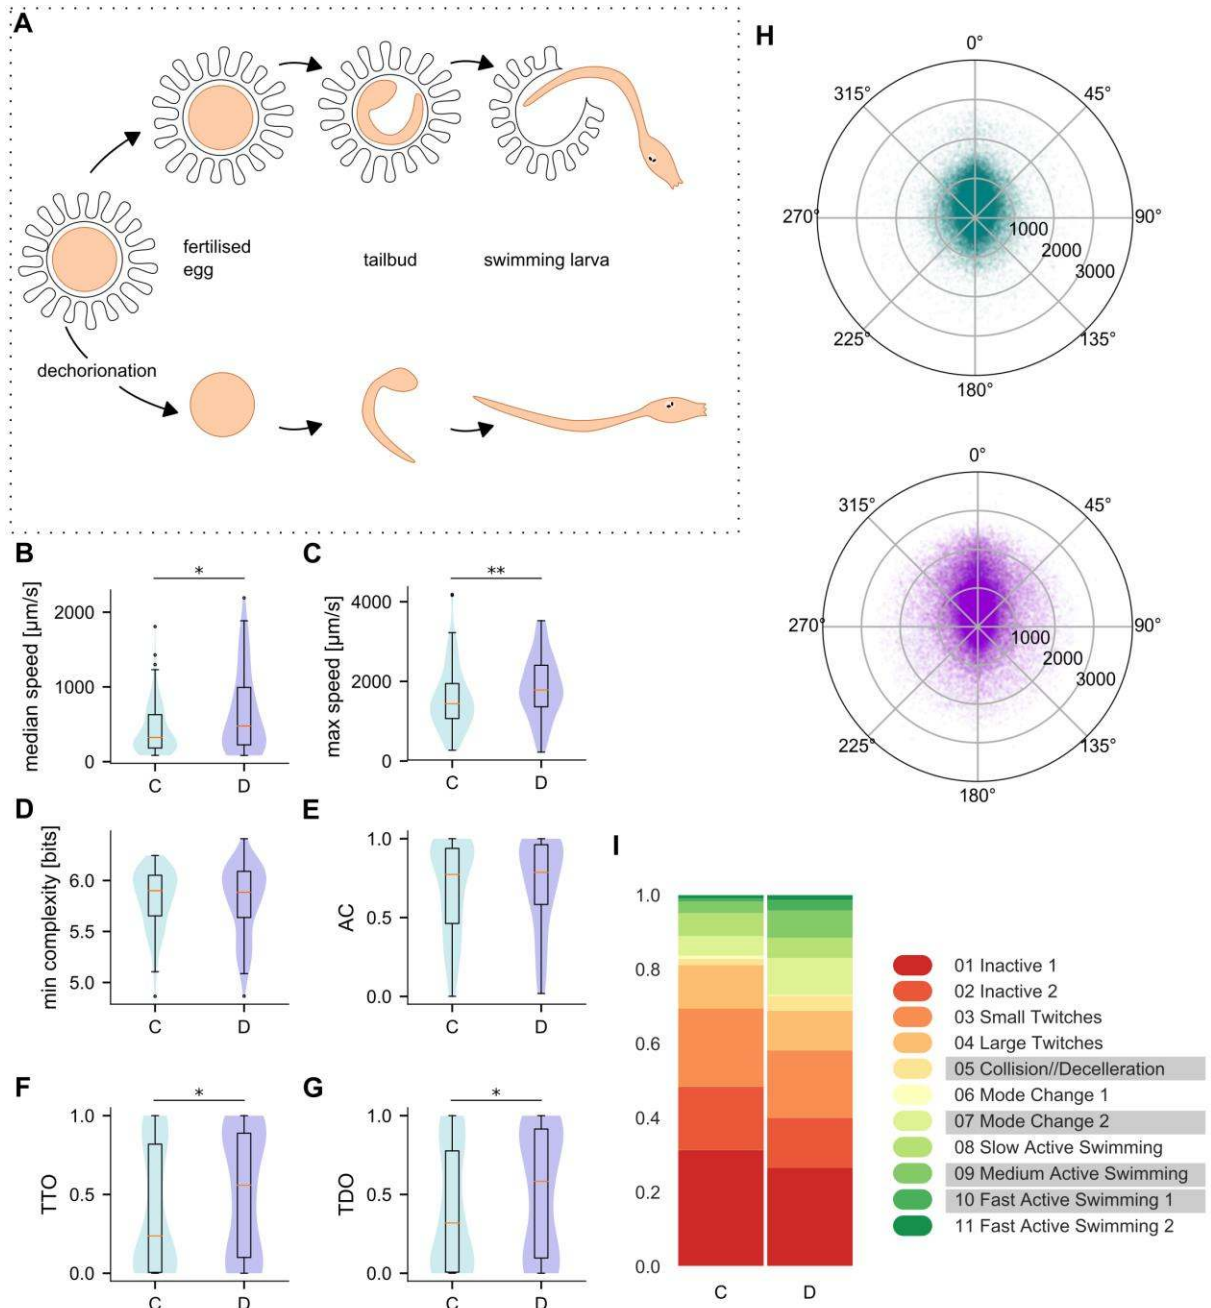 A
fertilised
egg
tailbud
swimming larva
dechorionation
H
0°
45°
90°
135°
180°
225°
270°
315°
1000
2000
3000
0°
45°
90°
135°
180°
225°
270°
315°
1000
2000
3000
B
median speed [µm/s]
2000
1000
0
*
C
D
C
max speed [µm/s]
4000
2000
0
**
C
D
D
min complexity [bits]
6.0
5.5
5.0
C
D
E
AC
1.0
0.5
0.0
C
D
F
TTO
1.0
0.5
0.0
*
C
D
G
TDO
1.0
0.5
0.0
*
C
D
I
1.0
0.8
0.6
0.4
0.2
0.0
C
D
01 Inactive 1
02 Inactive 2
03 Small Twitches
04 Large Twitches
05 Collision//Decelleration
06 Mode Change 1
07 Mode Change 2
08 Slow Active Swimming
09 Medium Active Swimming
10 Fast Active Swimming 1
11 Fast Active Swimming 2